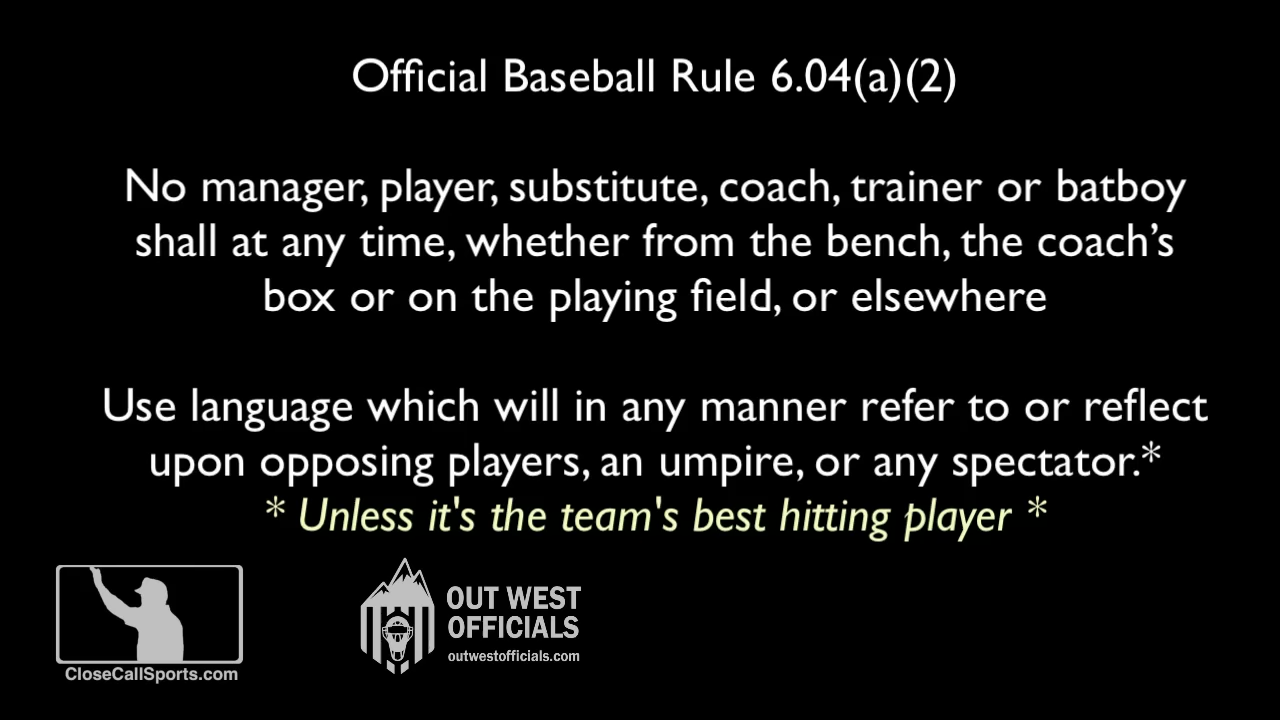 Official Baseball Rule 6.04(a)(2)
No manager, player, substitute, coach, trainer or batboy
shall at any time, whether from the bench, the coach’s
box or on the playing field, or elsewhere
Use language which will in any manner refer to or reflect
upon opposing players, an umpire, or any spectator.*
* Unless it's the team's best hitting player *
CloseCallSports.com
OUT WEST
OFFICIALS
outwestofficials.com